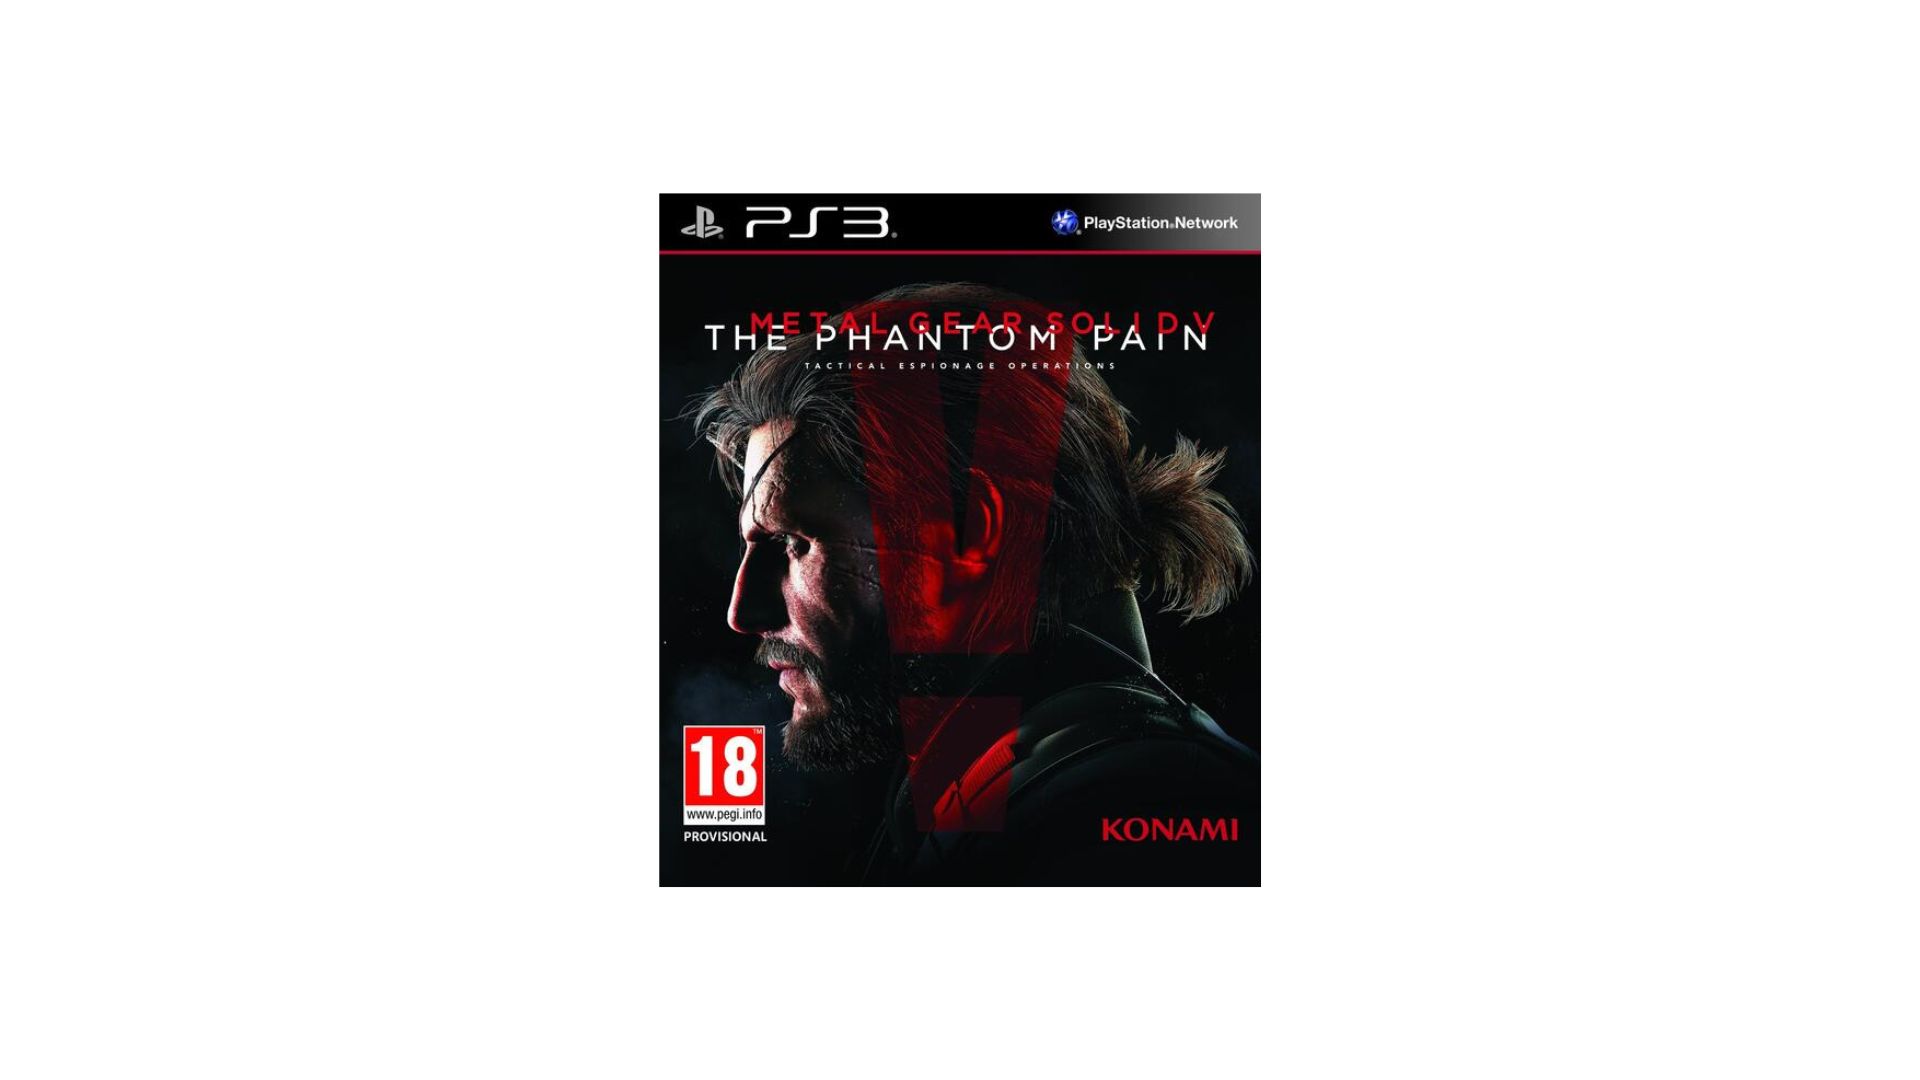 PS3
PlayStation Network
METAL GEAR SOLID V
THE PHANTOM PAIN
TACTICAL ESPIONAGE OPERATIONS
18
www.pegi.info
PROVISIONAL
KONAMI